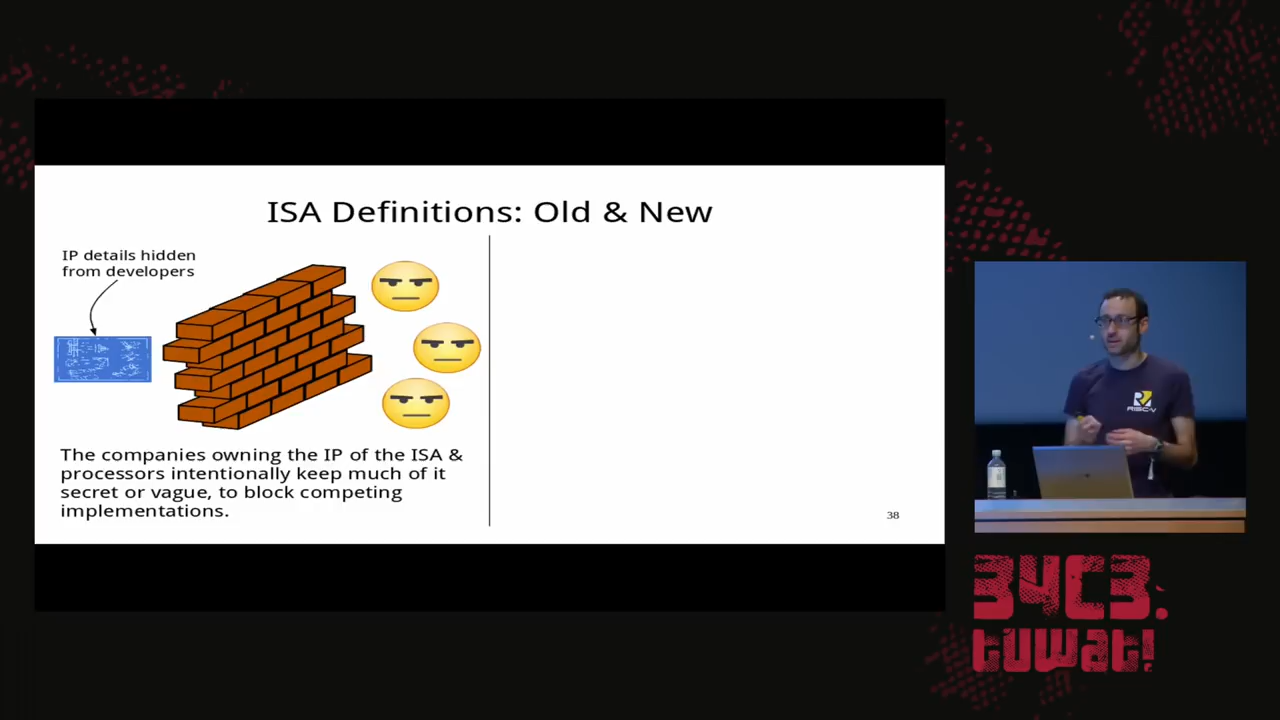 ISA Definitions: Old & New
IP details hidden
from developers
The companies owning the IP of the ISA &
processors intentionally keep much of it
secret or vague, to block competing
implementations.
38
RISC-V
34C3.
tuwat!